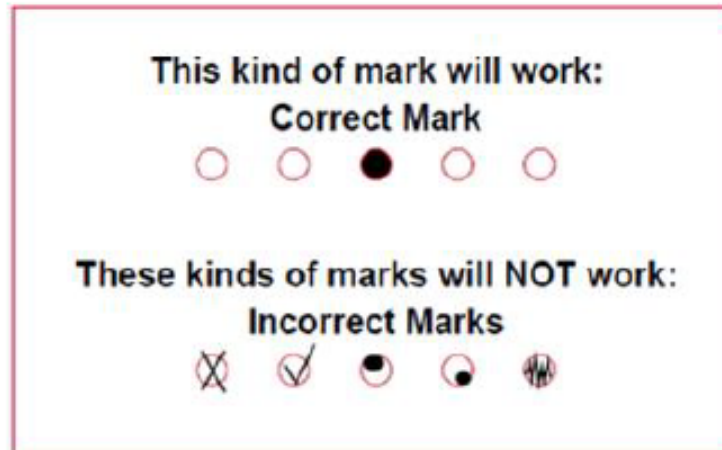 This kind of mark will work:
Correct Mark
These kinds of marks will NOT work:
Incorrect Marks